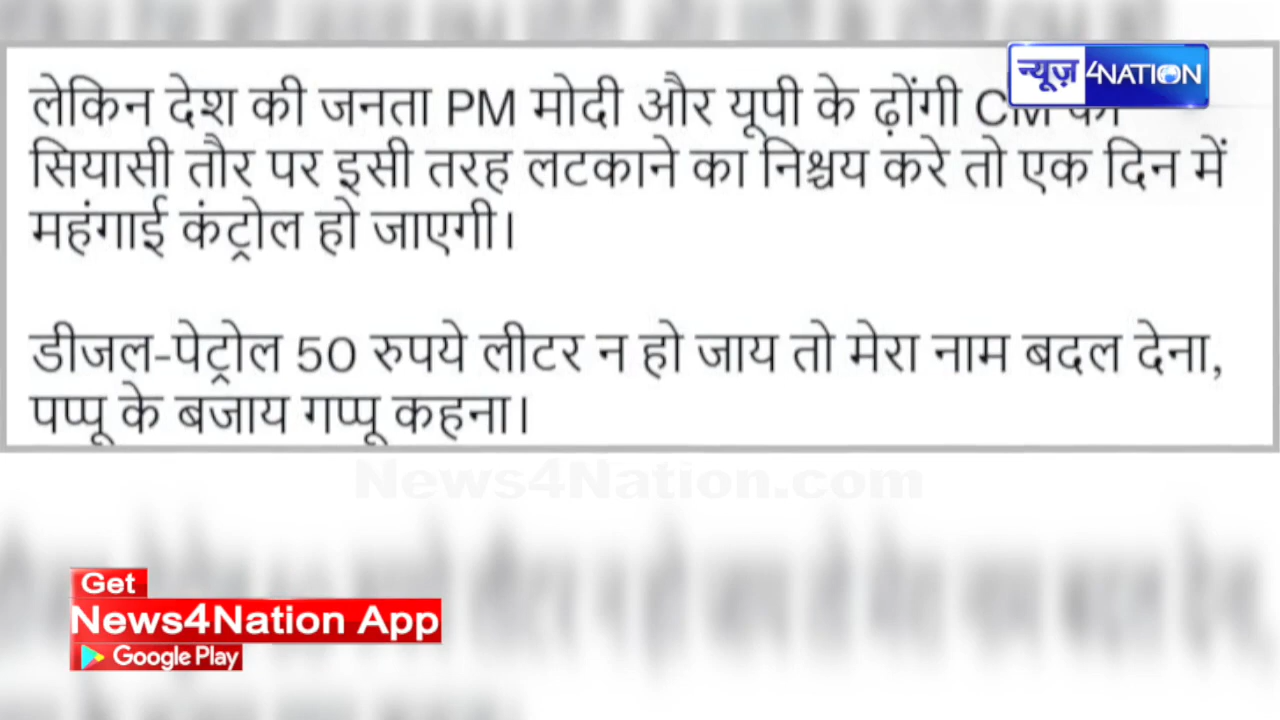 न्यूज़ 4NATION
लेकिन देश की जनता PM मोदी और यूपी के ढ़ोंगी CM को
सियासी तौर पर इसी तरह लटकाने का निश्चय करे तो एक दिन में
महंगाई कंट्रोल हो जाएगी।
डीजल-पेट्रोल 50 रुपये लीटर न हो जाय तो मेरा नाम बदल देना,
पप्पू के बजाय गप्पू कहना।
News4Nation.com
Get
News4Nation App
Google Play